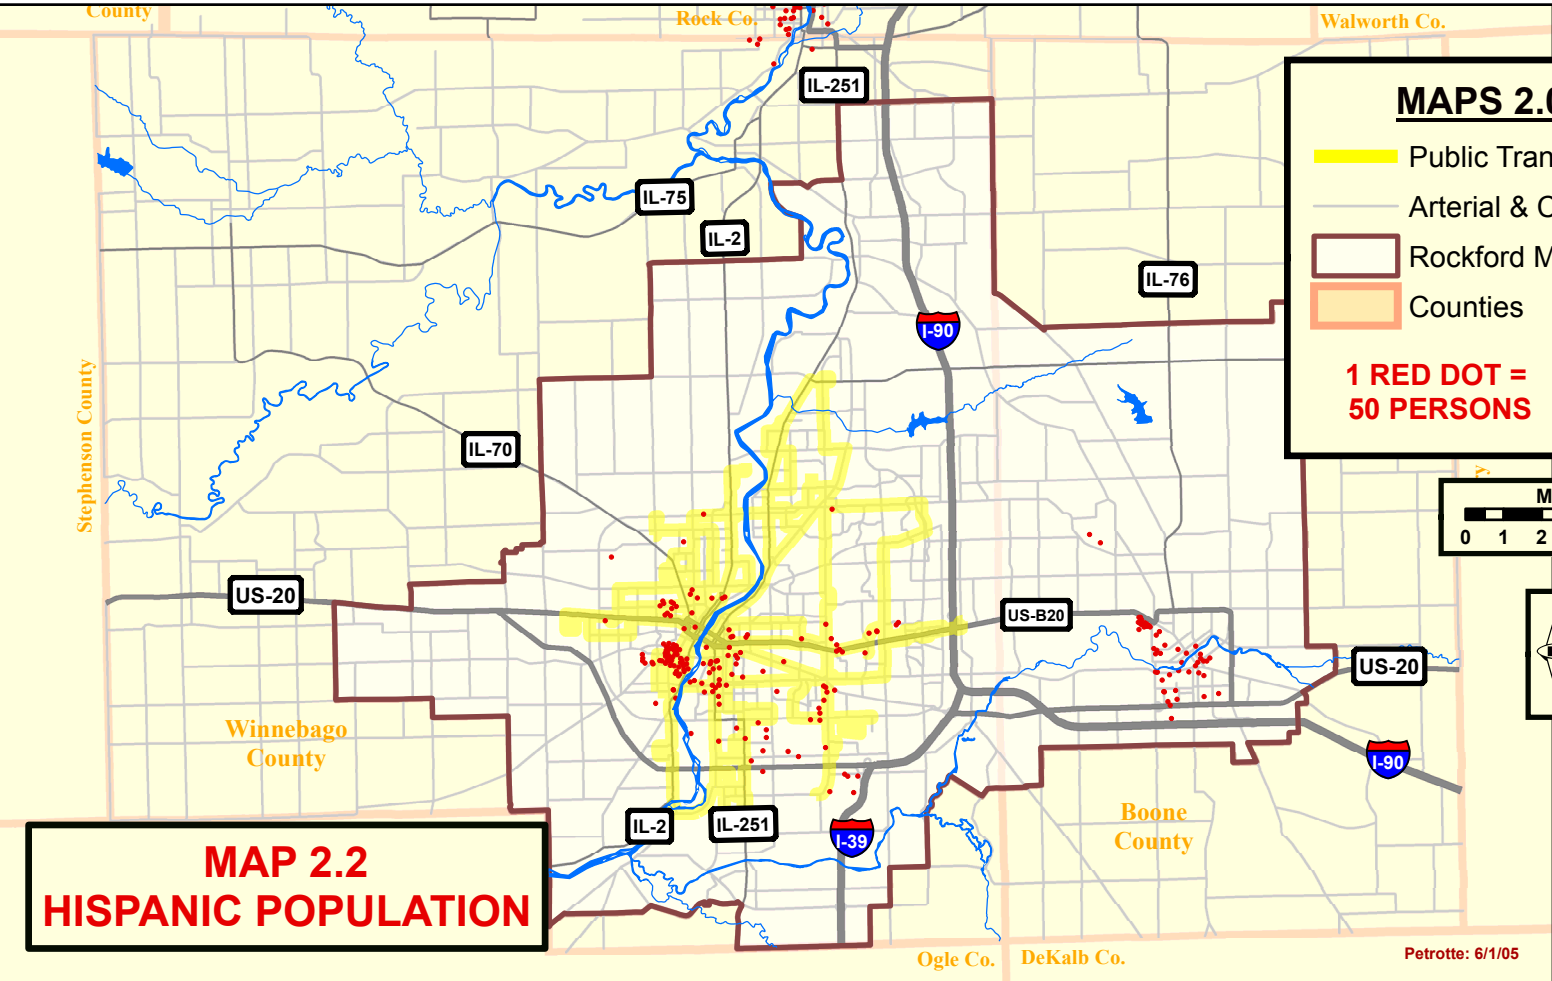 County
Rock Co.
Walworth Co.
IL-251
MAPS 2.0
Public Tran
Arterial & C
Rockford M
Counties
1 RED DOT =
50 PERSONS
IL-75
IL-2
IL-76
I-90
Stephenson County
IL-70
y
M
0 1 2
US-20
US-B20
US-20
Winnebago
County
I-90
IL-2
IL-251
I-39
Boone
County
MAP 2.2
HISPANIC POPULATION
Ogle Co.
DeKalb Co.
Petrotte: 6/1/05